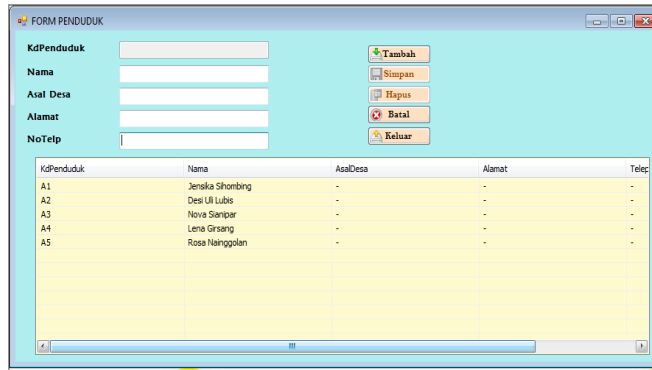 FORM PENDUDUK
KdPenduduk
Tambah
Nama
Simpan
Asal Desa
Hapus
Alamat
Batal
NoTelp
Keluar
KdPenduduk Nama AsalDesa Alamat Telep
A1 Jensika Sihombing - - -
A2 Desi Uli Lubis - - -
A3 Nova Sianipar - - -
A4 Lena Girsang - - -
A5 Rosa Nainggolan - - -